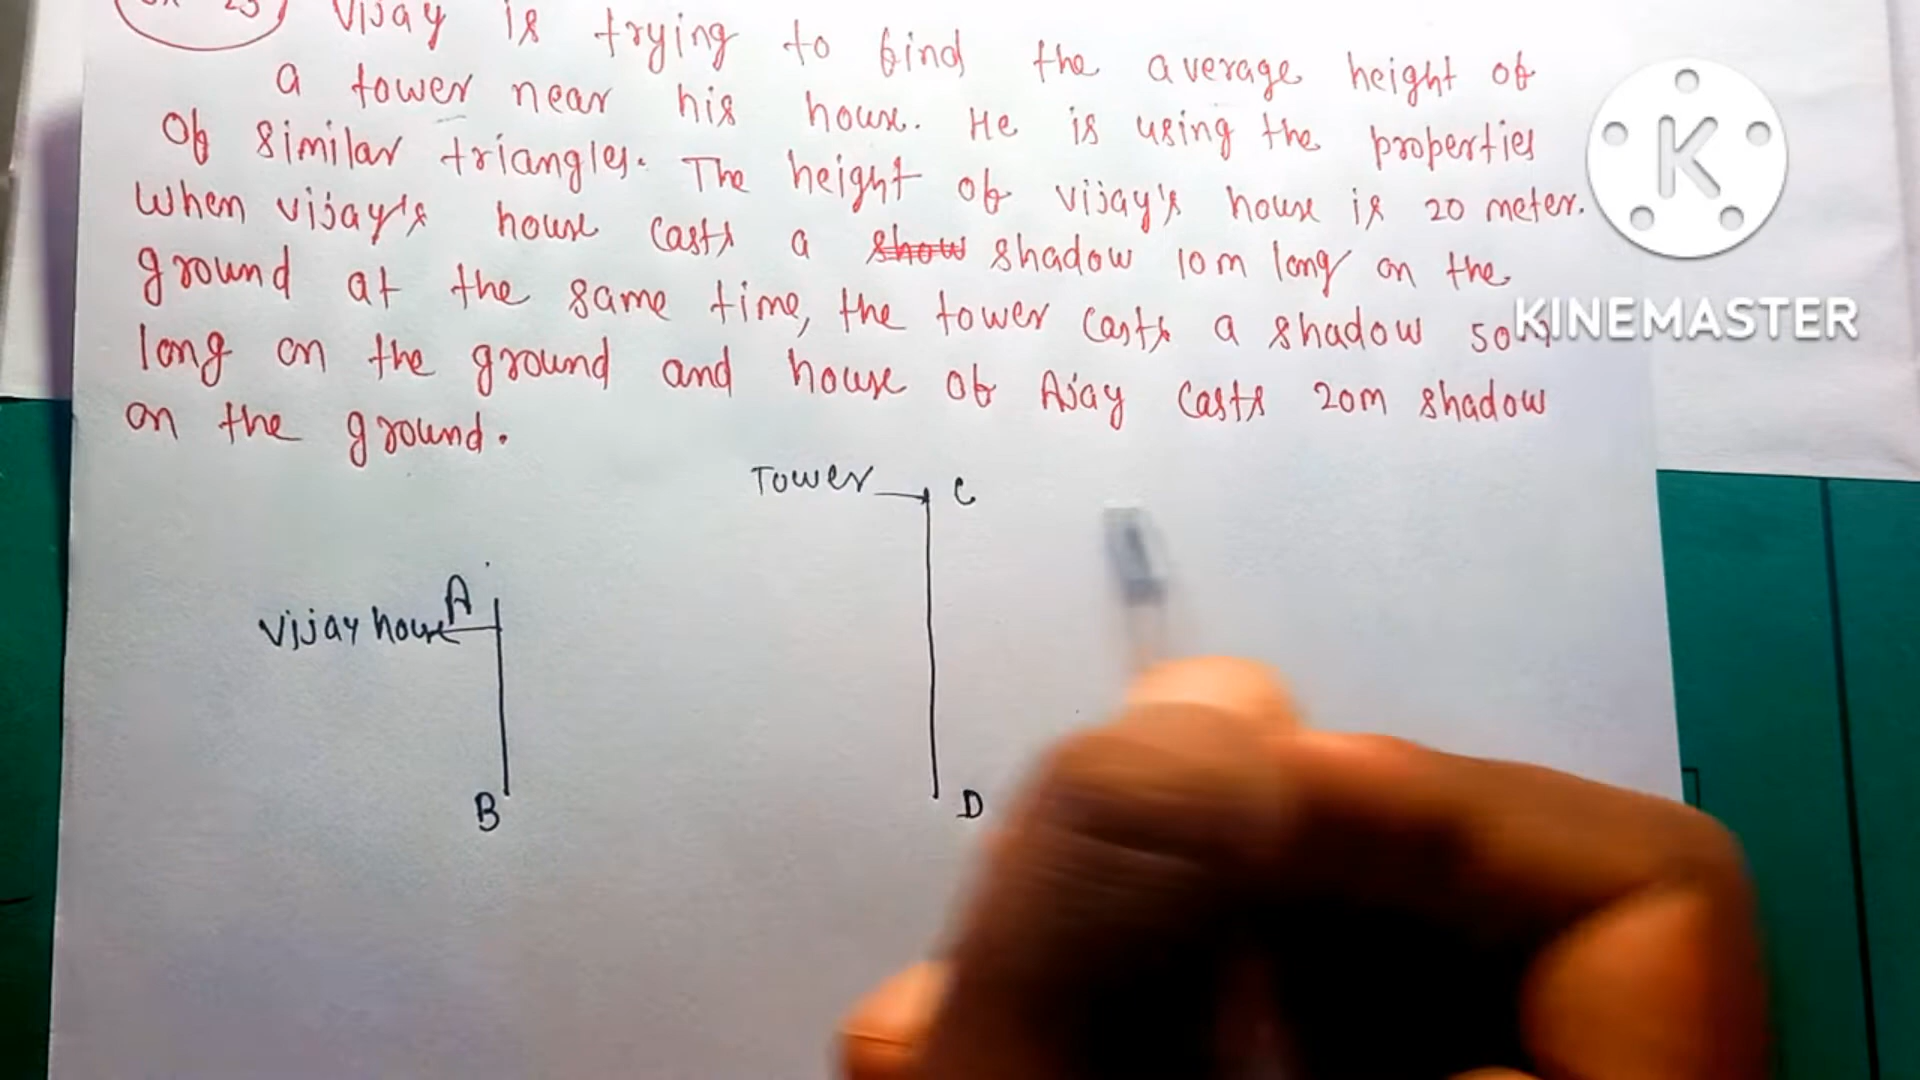 Vijay is trying to find the average height of
a tower near his house. He is using the properties
Of similar triangles. The height of vijay's house is 20 meter.
when vijay's house casts a show shadow 10m long on the
ground at the same time, the tower casts a shadow
long on the ground and house of Ajay casts 20m shadow
on the ground.
Tower C
Vijay house A
B D
K
KINEMASTER